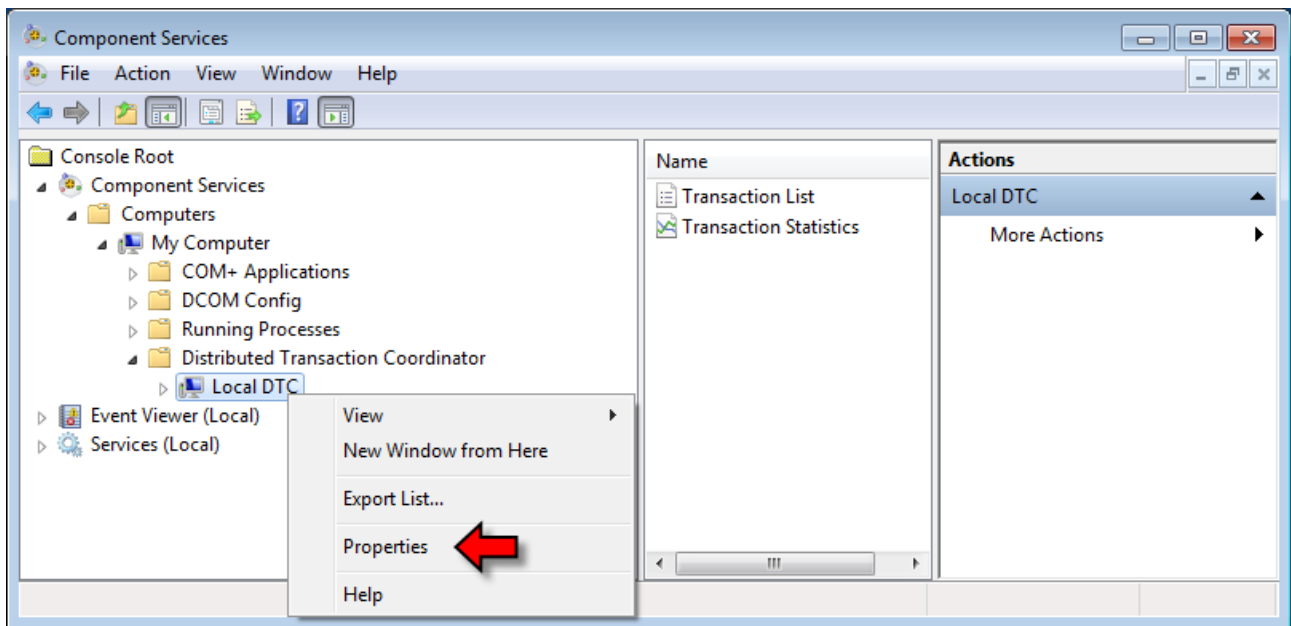 Component Services
File Action View Window Help
Console Root
Component Services
Computers
My Computer
COM+ Applications
DCOM Config
Running Processes
Distributed Transaction Coordinator
Local DTC
Event Viewer (Local)
Services (Local)
View
New Window from Here
Export List...
Properties
Help
Name
Transaction List
Transaction Statistics
Actions
Local DTC
More Actions